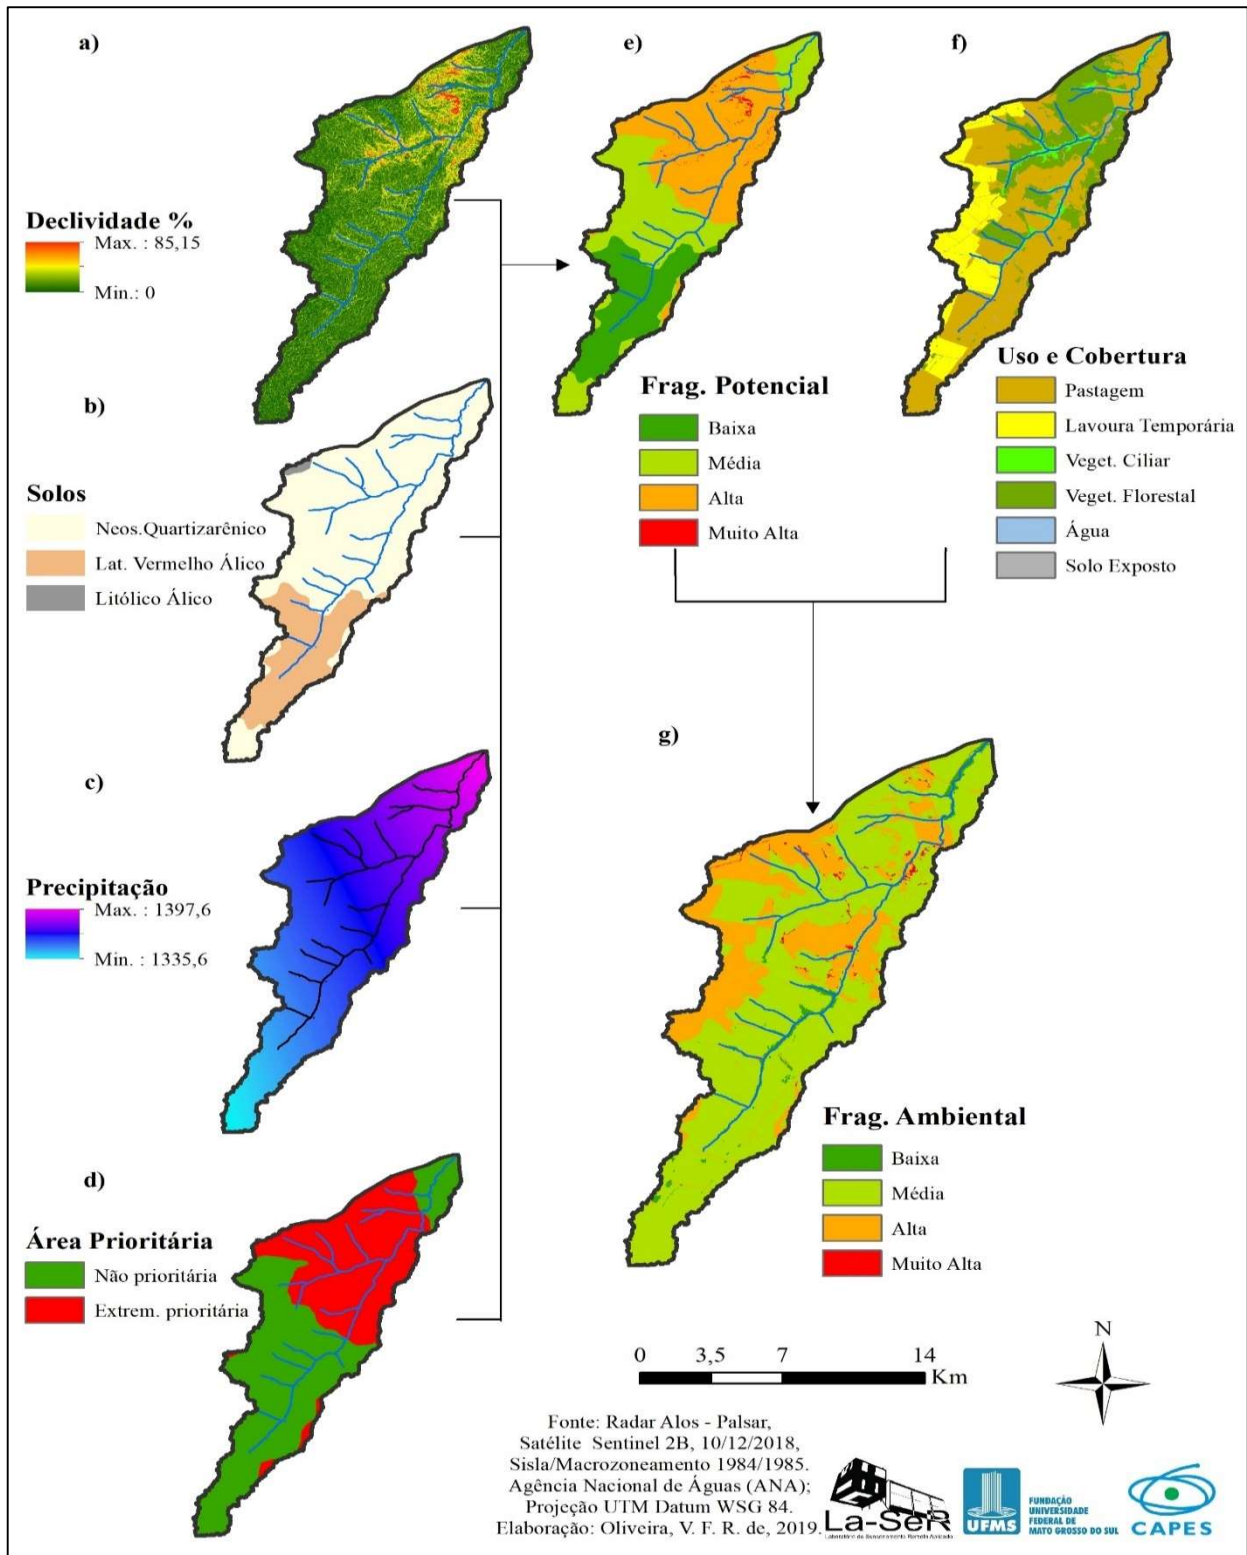 a)
Declividade %
Max. : 85,15
Min.: 0
b)
Solos
Neos.Quartizarênico
Lat. Vermelho Álico
Litólico Álico
c)
Precipitação
Max. : 1397,6
Min. : 1335,6
d)
Área Prioritária
Não prioritária
Extrem. prioritária
e)
Frag. Potencial
Baixa
Média
Alta
Muito Alta
f)
Uso e Cobertura
Pastagem
Lavoura Temporária
Veget. Ciliar
Veget. Florestal
Água
Solo Exposto
g)
Frag. Ambiental
Baixa
Média
Alta
Muito Alta
0 3,5 7 14
Km
N
Fonte: Radar Alos - Palsar,
Satélite Sentinel 2B, 10/12/2018,
Sisla/Macrozoneamento 1984/1985.
Agência Nacional de Águas (ANA);
Projeção UTM Datum WSG 84.
Elaboração: Oliveira, V. F. R. de, 2019.
La-SeR
Laboratório de Sensoriamento Remoto Aplicado
UFMS
FUNDAÇÃO
UNIVERSIDADE
FEDERAL DE
MATO GROSSO DO SUL
CAPES